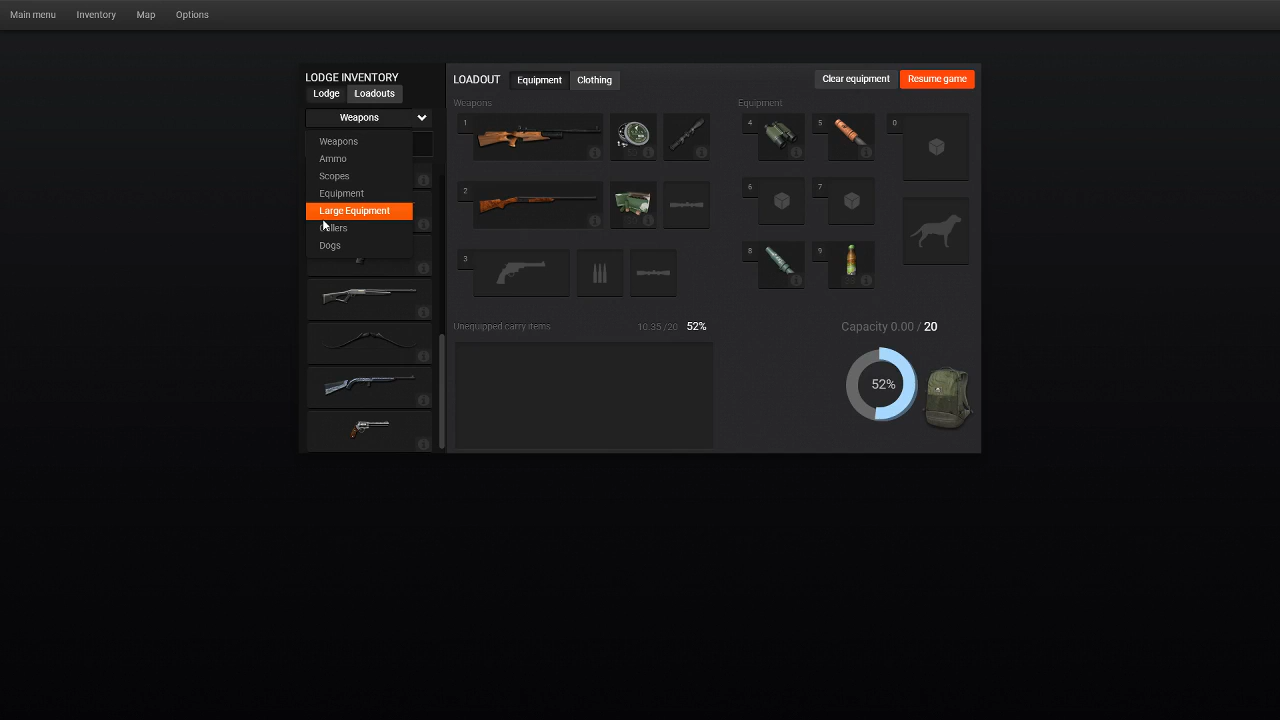 Main menu Inventory Map Options
LODGE INVENTORY
Lodge Loadouts
Weapons
Weapons
Ammo
Scopes
Equipment
Large Equipment
Callers
Dogs
LOADOUT Equipment Clothing Clear equipment Resume game
Weapons Equipment
1 4 5 0
2 6 7
3 8 9
Unequipped carry items 10.35 /20 52% Capacity 0.00 / 20
52%